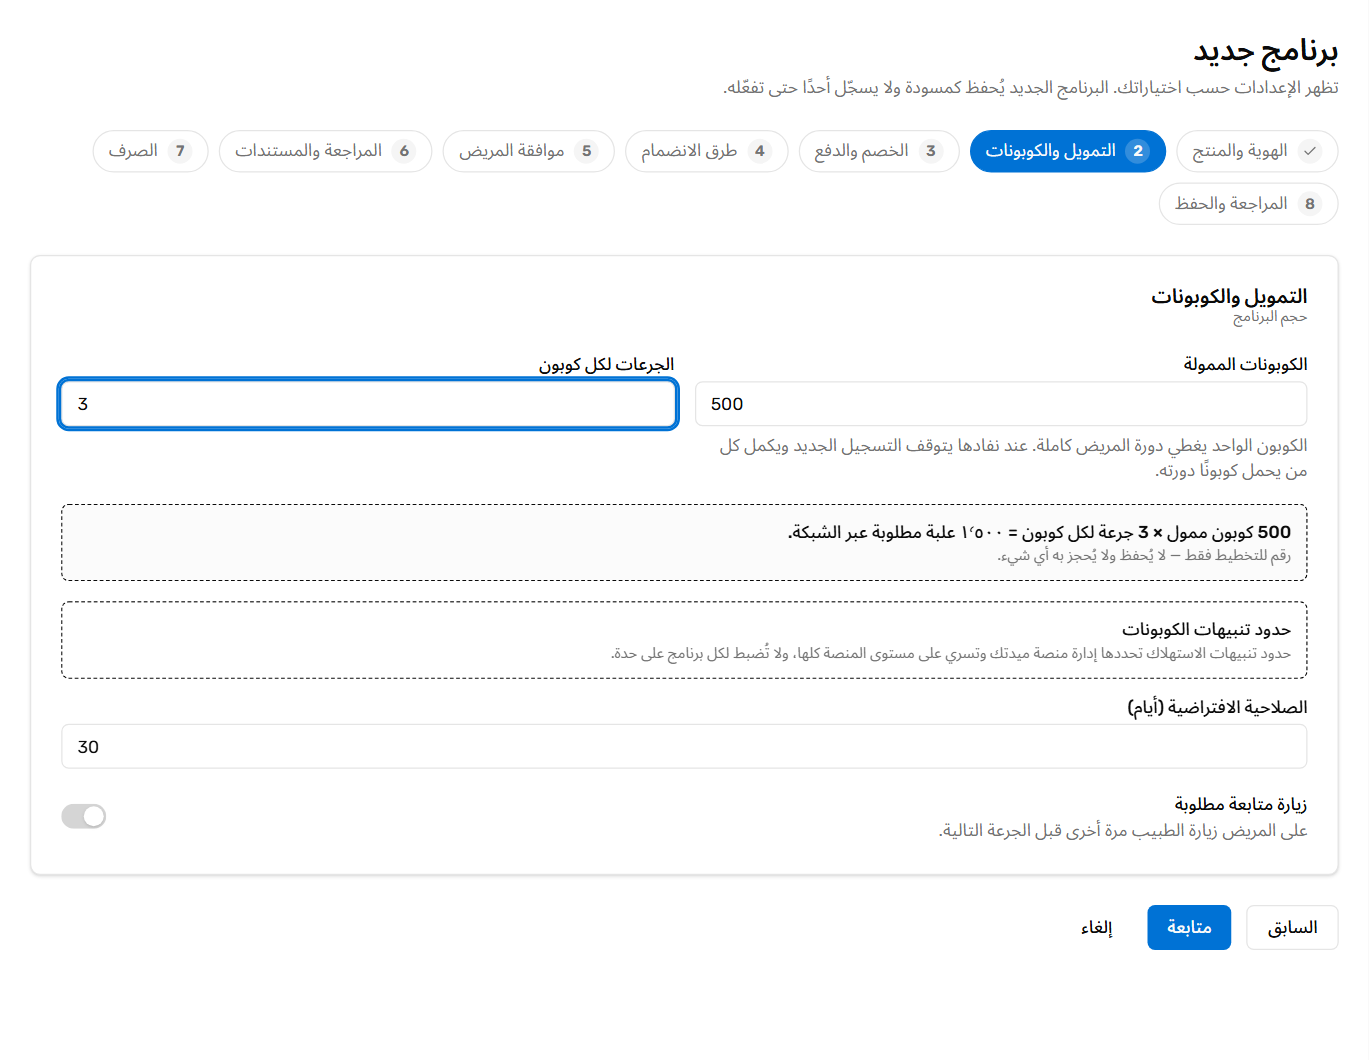 برنامج جديد
تظهر الإعدادات حسب اختياراتك. البرنامج الجديد يُحفظ كمسودة ولا يسجّل أحدًا حتى تفعّله.
الهوية والمنتج
2 التمويل والكوبونات
3 الخصم والدفع
4 طرق الانضمام
5 موافقة المريض
6 المراجعة والمستندات
7 الصرف
8 المراجعة والحفظ
التمويل والكوبونات
حجم البرنامج
الكوبونات الممولة
500
الكوبون الواحد يغطي دورة المريض كاملة. عند نفادها يتوقف التسجيل الجديد ويكمل كل
من يحمل كوبونًا دورته.
الجرعات لكل كوبون
3
500 كوبون ممول × 3 جرعة لكل كوبون = ١٬٥٠٠ علبة مطلوبة عبر الشبكة.
رقم للتخطيط فقط — لا يُحفظ ولا يُحجز به أي شيء.
حدود تنبيهات الكوبونات
حدود تنبيهات الاستهلاك تحددها إدارة منصة ميدتك وتسري على مستوى المنصة كلها، ولا تُضبط لكل برنامج على حدة.
الصلاحية الافتراضية (أيام)
30
زيارة متابعة مطلوبة
على المريض زيارة الطبيب مرة أخرى قبل الجرعة التالية.
السابق
متابعة
إلغاء